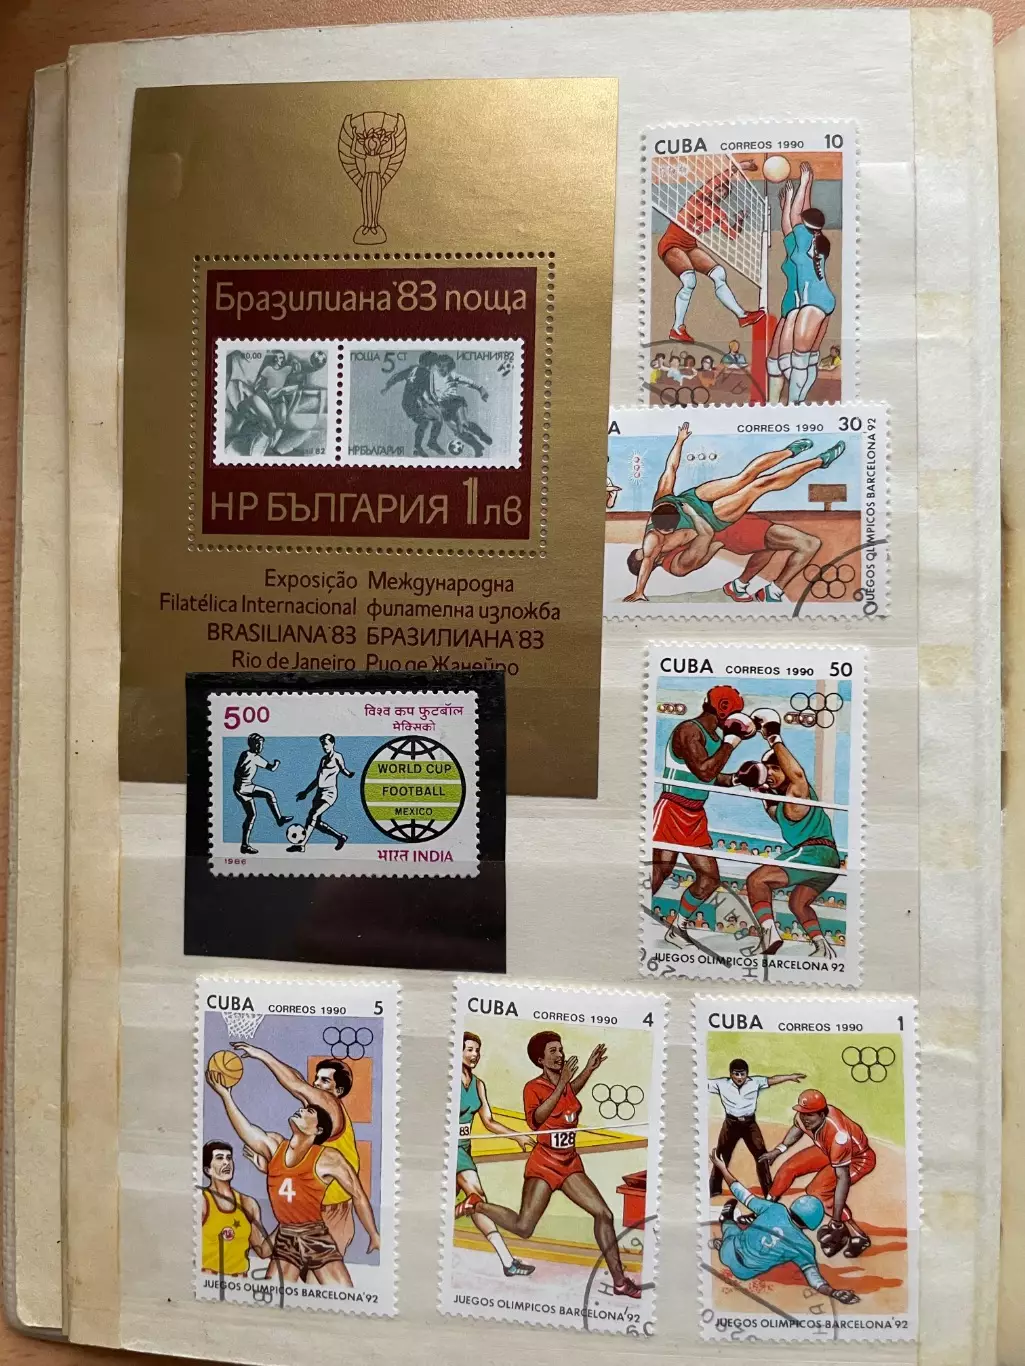 Бразилиана '83 поща
ПОЩА 5 СТ ИСПАНИЯ'82
НРБЪЛГАРИЯ
НР БЪЛГАРИЯ 1лв
Exposição Международна
Filatélica Internacional филателна изложба
BRASILIANA '83 БРАЗИЛИАНА '83
Rio de Janeiro Рио де Жанейро
CUBA CORREOS 1990 10
CORREOS 1990 30
JUEGOS OLIMPICOS BARCELONA '92
CUBA CORREOS 1990 50
JUEGOS OLIMPICOS BARCELONA '92
5.00 विश्व कप फुटबॉल
मेक्सिको
WORLD CUP
FOOTBALL
MEXICO
1986 भारत INDIA
CUBA CORREOS 1990 5
4
JUEGOS OLIMPICOS BARCELONA '92
CUBA CORREOS 1990 4
83
128
JUEGOS OLIMPICOS BARCELONA '92
CUBA CORREOS 1990 1
JUEGOS OLIMPICOS BARCELONA '92